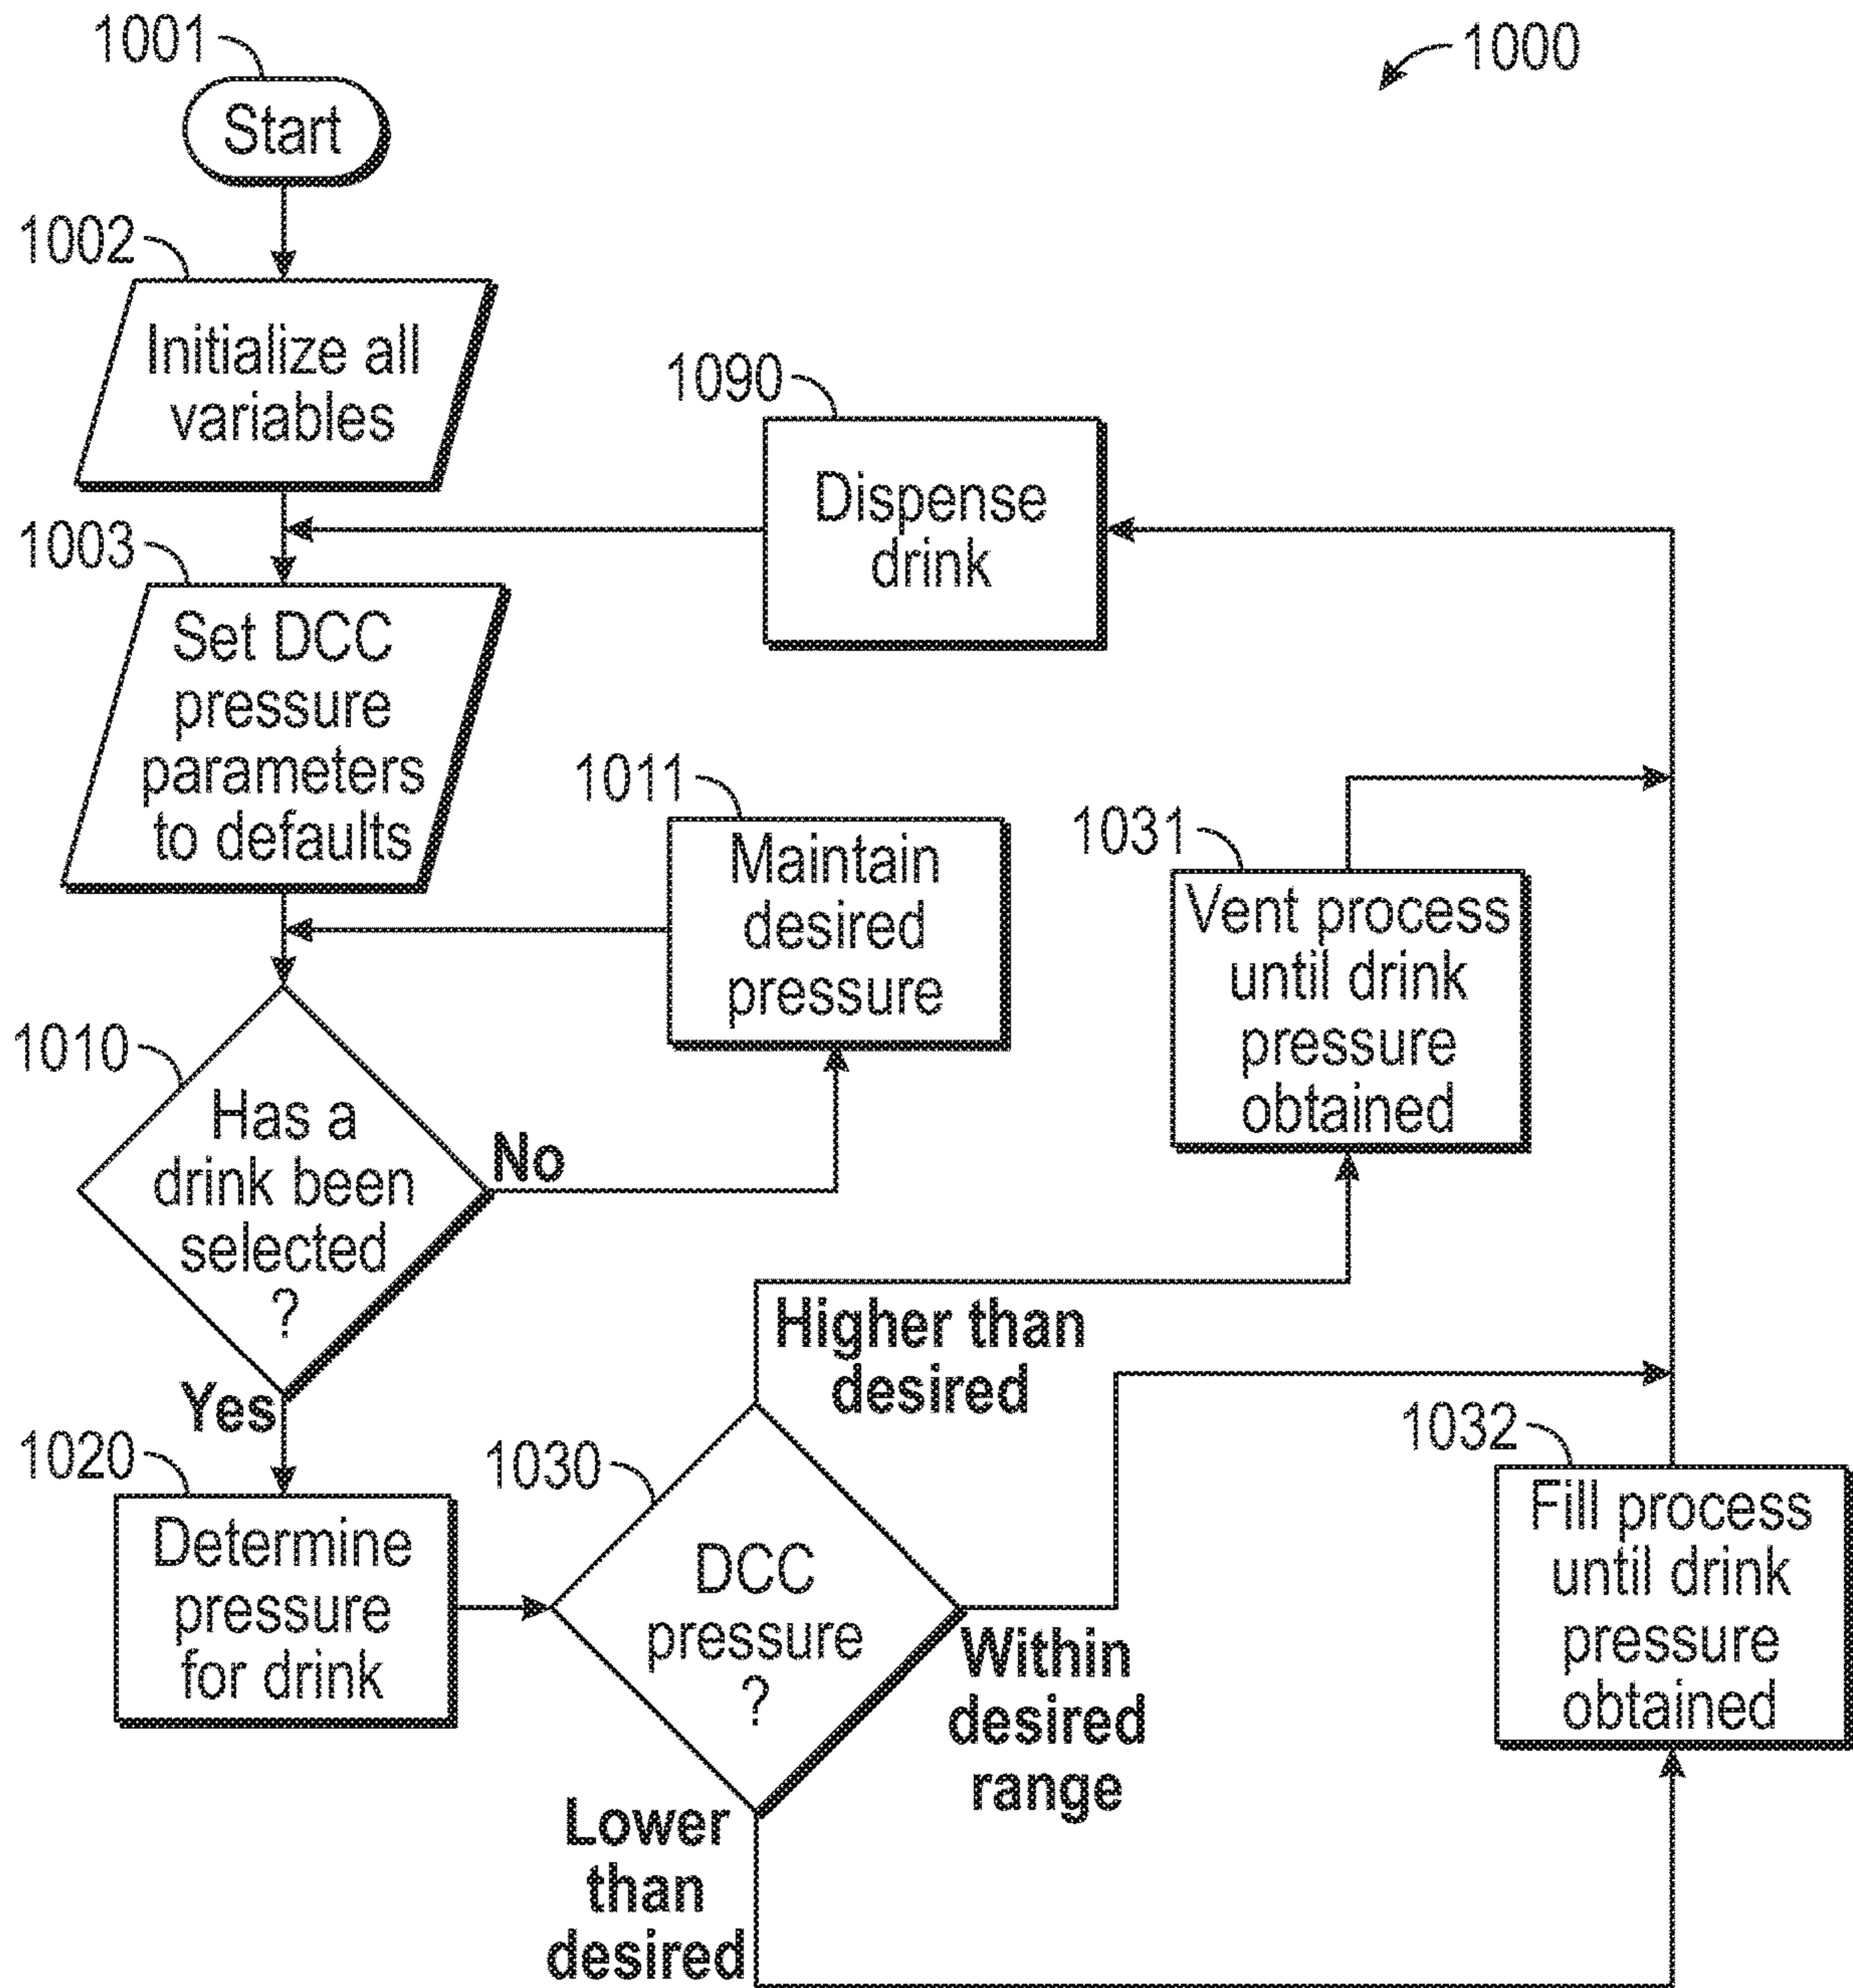 1001
1000
Start
1002
Initialize all
variables
1090
Dispense
drink
1003
Set DCC
pressure
parameters
to defaults
1011
Maintain
desired
pressure
1031
Vent process
until drink
pressure
obtained
1010
Has a
drink been
selected
?
No
Yes
Higher than
desired
1020
Determine
pressure
for drink
1030
DCC
pressure
?
Within
desired
range
Lower
than
desired
1032
Fill process
until drink
pressure
obtained